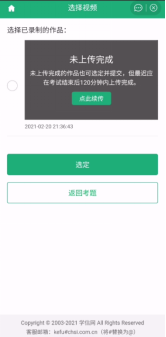 选择视频
选择已录制的作品：
未上传完成
未上传完成的作品也可选定并提交，但最迟应
在考试结束后120分钟内上传完成。
点此续传
2021-02-20 21:36:43
选定
返回考题
Copyright © 2003-2021 学信网 All Rights Reserved
客服邮箱：kefu#chsi.com.cn（将#替换为@）